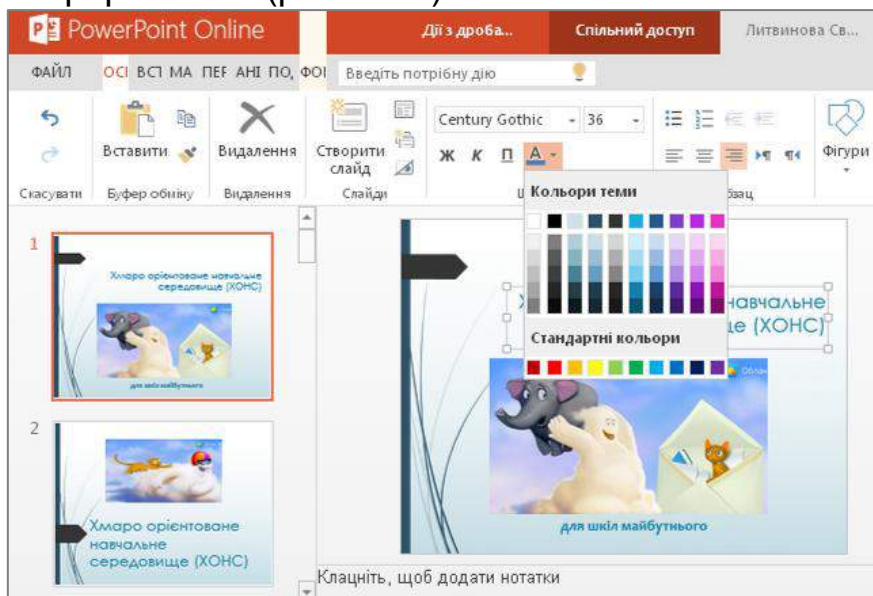 PowerPoint Online
Дії з дроба...
Спільний доступ
Литвинова Св...
ФАЙЛ ОСІ ВСТ МА ПЕР АНІ ПО, ФОІ Введіть потрібну дію
Century Gothic 36
Вставити Видалення Створити слайд
Ж К П А
Фігури
Скасувати Буфер обміну Видалення Слайди
Кольори теми
Стандартні кольори
1
Хмаро орієнтоване навчальне
середовище (ХОНС)
для шкіл майбутнього
2
Хмаро орієнтоване
навчальне
середовище (ХОНС)
навчальне
(ХОНС)
для шкіл майбутнього
Клацніть, щоб додати нотатки